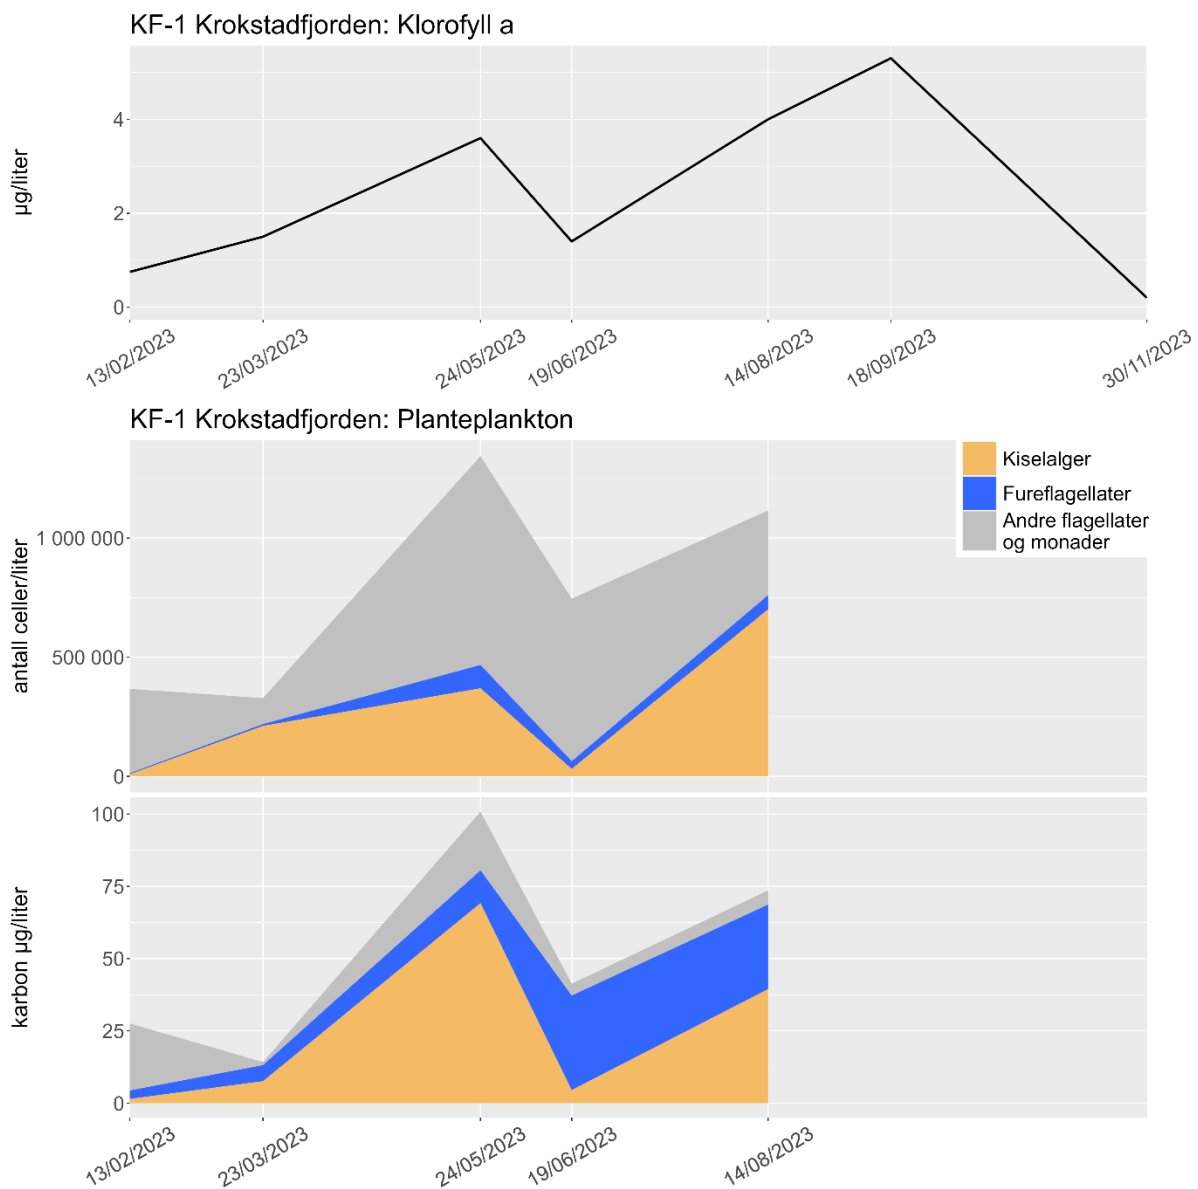 KF-1 Krokstadfjorden: Klorofyll a
µg/liter
4
2
0
13/02/2023
23/03/2023
24/05/2023
19/06/2023
14/08/2023
18/09/2023
30/11/2023
KF-1 Krokstadfjorden: Planteplankton
antall celler/liter
1 000 000
500 000
0
Kiselalger
Fureflagellater
Andre flagellater
og monader
karbon µg/liter
100
75
50
25
0
13/02/2023
23/03/2023
24/05/2023
19/06/2023
14/08/2023